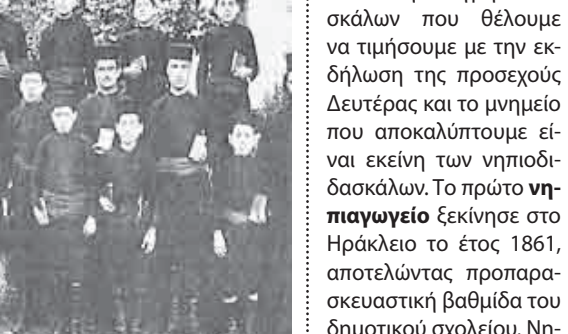 σκάλων που θέλουμε
να τιμήσουμε με την εκ-
δήλωση της προσεχούς
Δευτέρας και το μνημείο
που αποκαλύπτουμε εί-
ναι εκείνη των νηπιοδι-
δασκάλων. Το πρώτο νη-
πιαγωγείο ξεκίνησε στο
Ηράκλειο το έτος 1861,
αποτελώντας προπαρα-
σκευαστική βαθμίδα του
δημοτικού σχολείου. Νη-